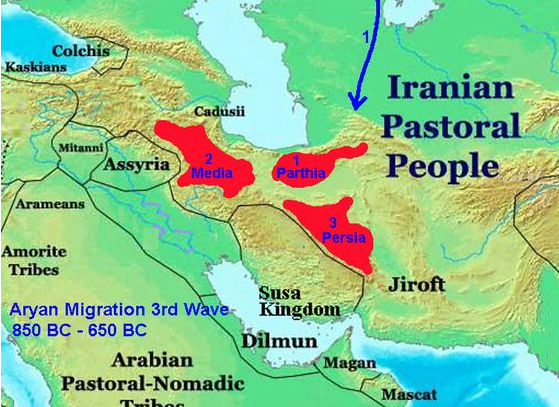 1
Colchis
Kaskians
Iranian
Pastoral
People
Cadusii
Mitanni
Assyria
2
Media
1
Parthia
Arameans
3
Persia
Amorite
Tribes
Jiroft
Susa
Kingdom
Aryan Migration 3rd Wave
850 BC - 650 BC
Dilmun
Arabian
Pastoral-Nomadic
Tribes
Magan
Mascat